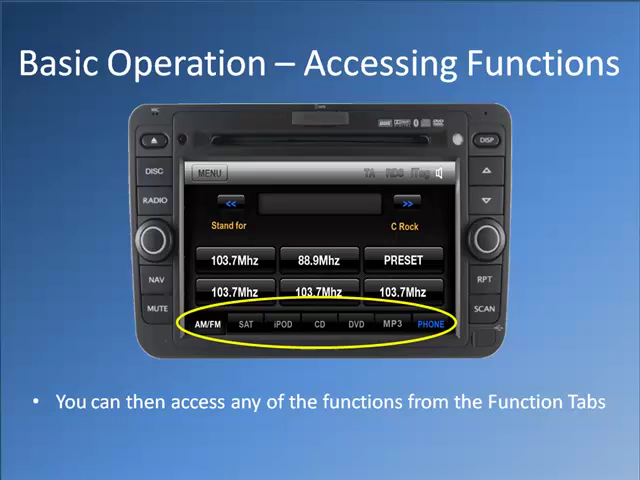 Basic Operation – Accessing Functions
MIC
DISP
DISC
MENU
TA RDS iTag
RADIO
<< >>
Stand for C Rock
103.7Mhz 88.9Mhz PRESET
NAV
RPT
103.7Mhz 103.7Mhz 103.7Mhz
MUTE
SCAN
AM/FM SAT iPOD CD DVD MP3 PHONE
• You can then access any of the functions from the Function Tabs